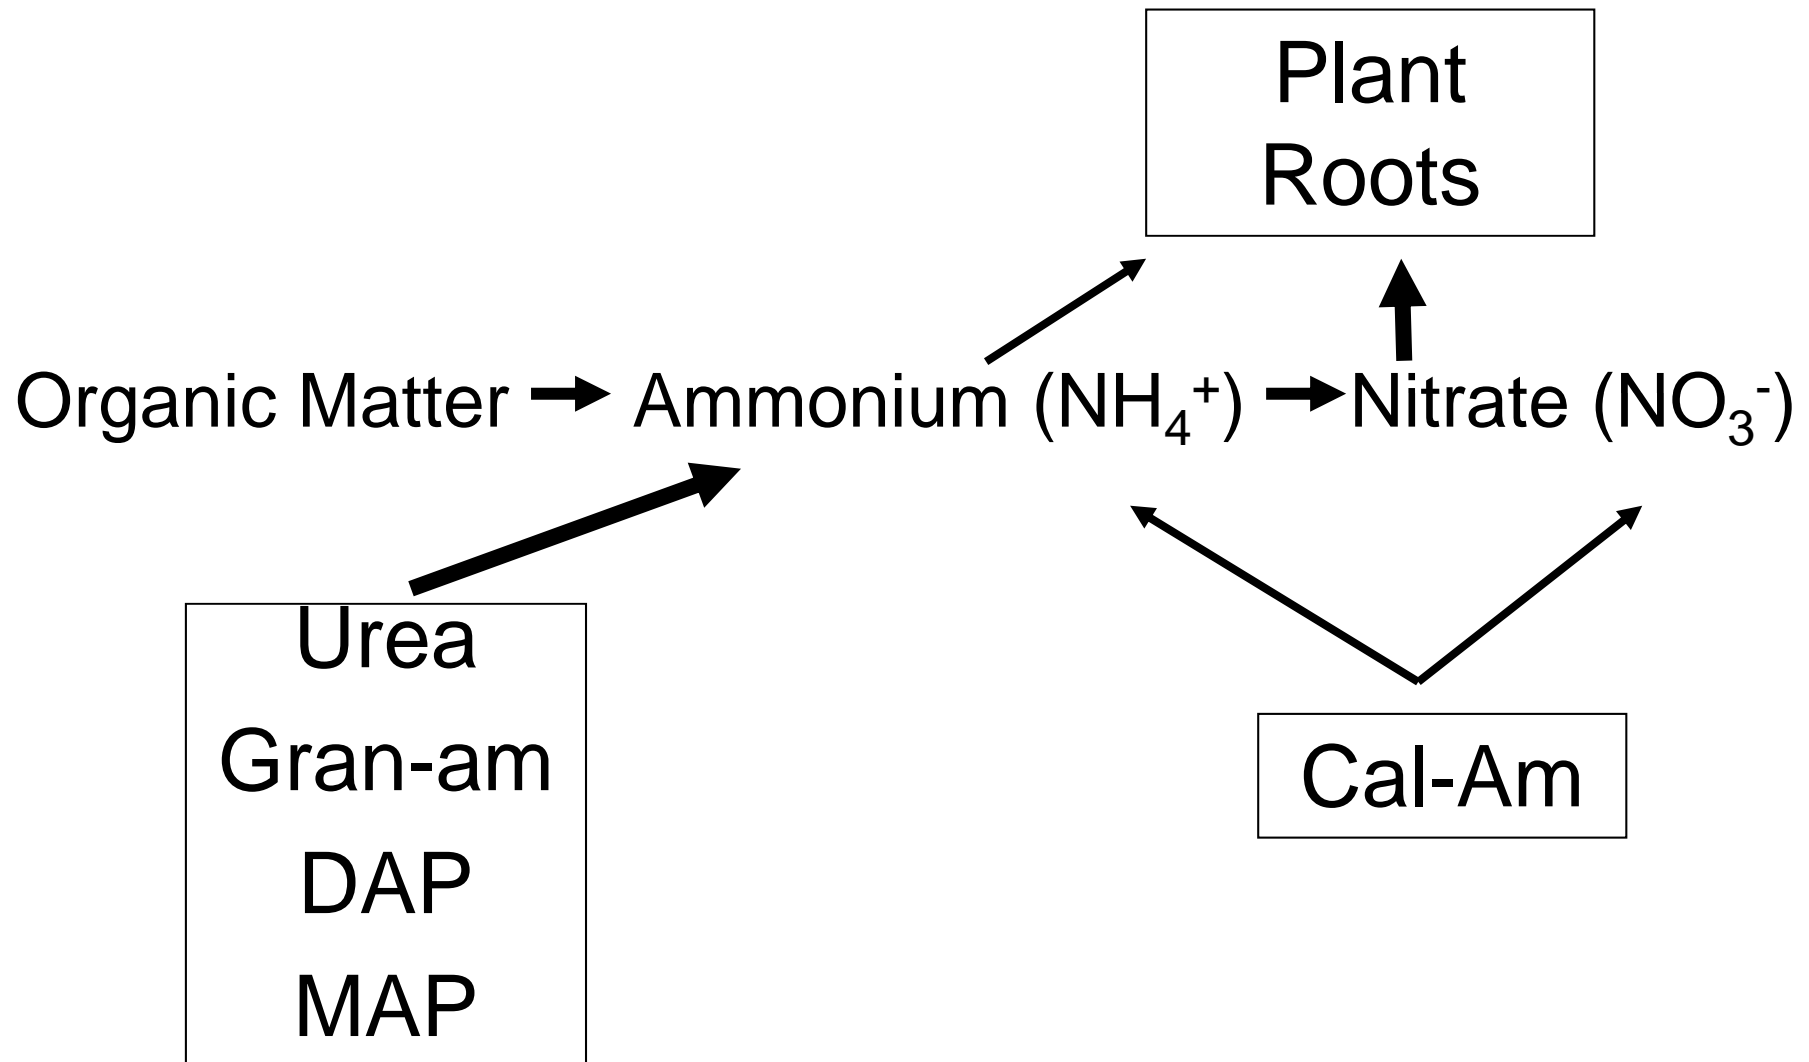 Plant
Roots
Organic Matter Ammonium (NH₄⁺) Nitrate (NO₃⁻)
Urea
Gran-am
DAP
MAP
Cal-Am